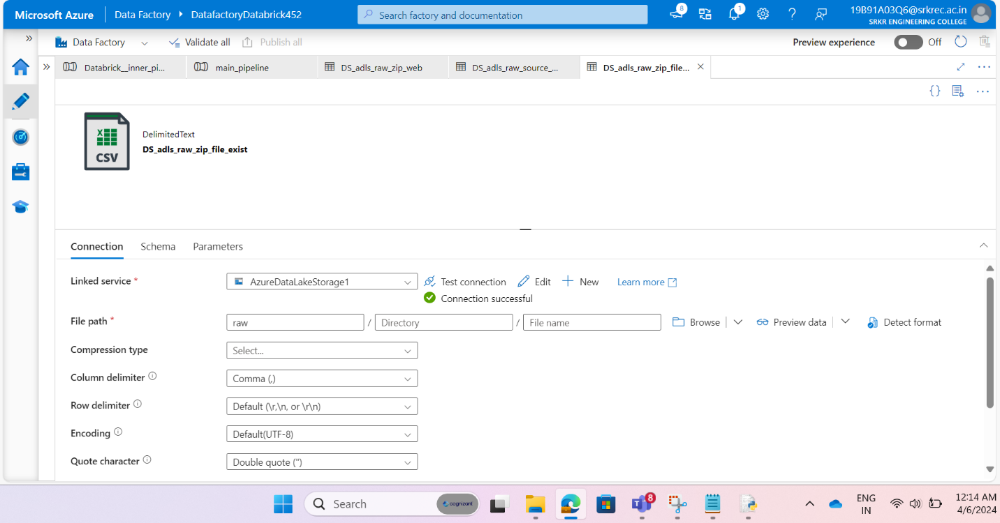 Microsoft Azure Data Factory DatafactoryDatabrick452 Search factory and documentation 8 1 19B91A03Q6@srkrec.ac.in
SRKR ENGINEERING COLLEGE
Data Factory Validate all Publish all Preview experience Off
Databrick__inner_pi... main_pipeline DS_adls_raw_zip_web DS_adls_raw_source_... DS_adls_raw_zip_file...
CSV
DelimitedText
DS_adls_raw_zip_file_exist
Connection Schema Parameters
Linked service * AzureDataLakeStorage1 Test connection Edit New Learn more
Connection successful
File path * raw / Directory / File name Browse Preview data Detect format
Compression type Select...
Column delimiter Comma (,)
Row delimiter Default (\r,\n, or \r\n)
Encoding Default(UTF-8)
Quote character Double quote (")
Search cognizant 8 ENG
IN 12:14 AM
4/6/2024